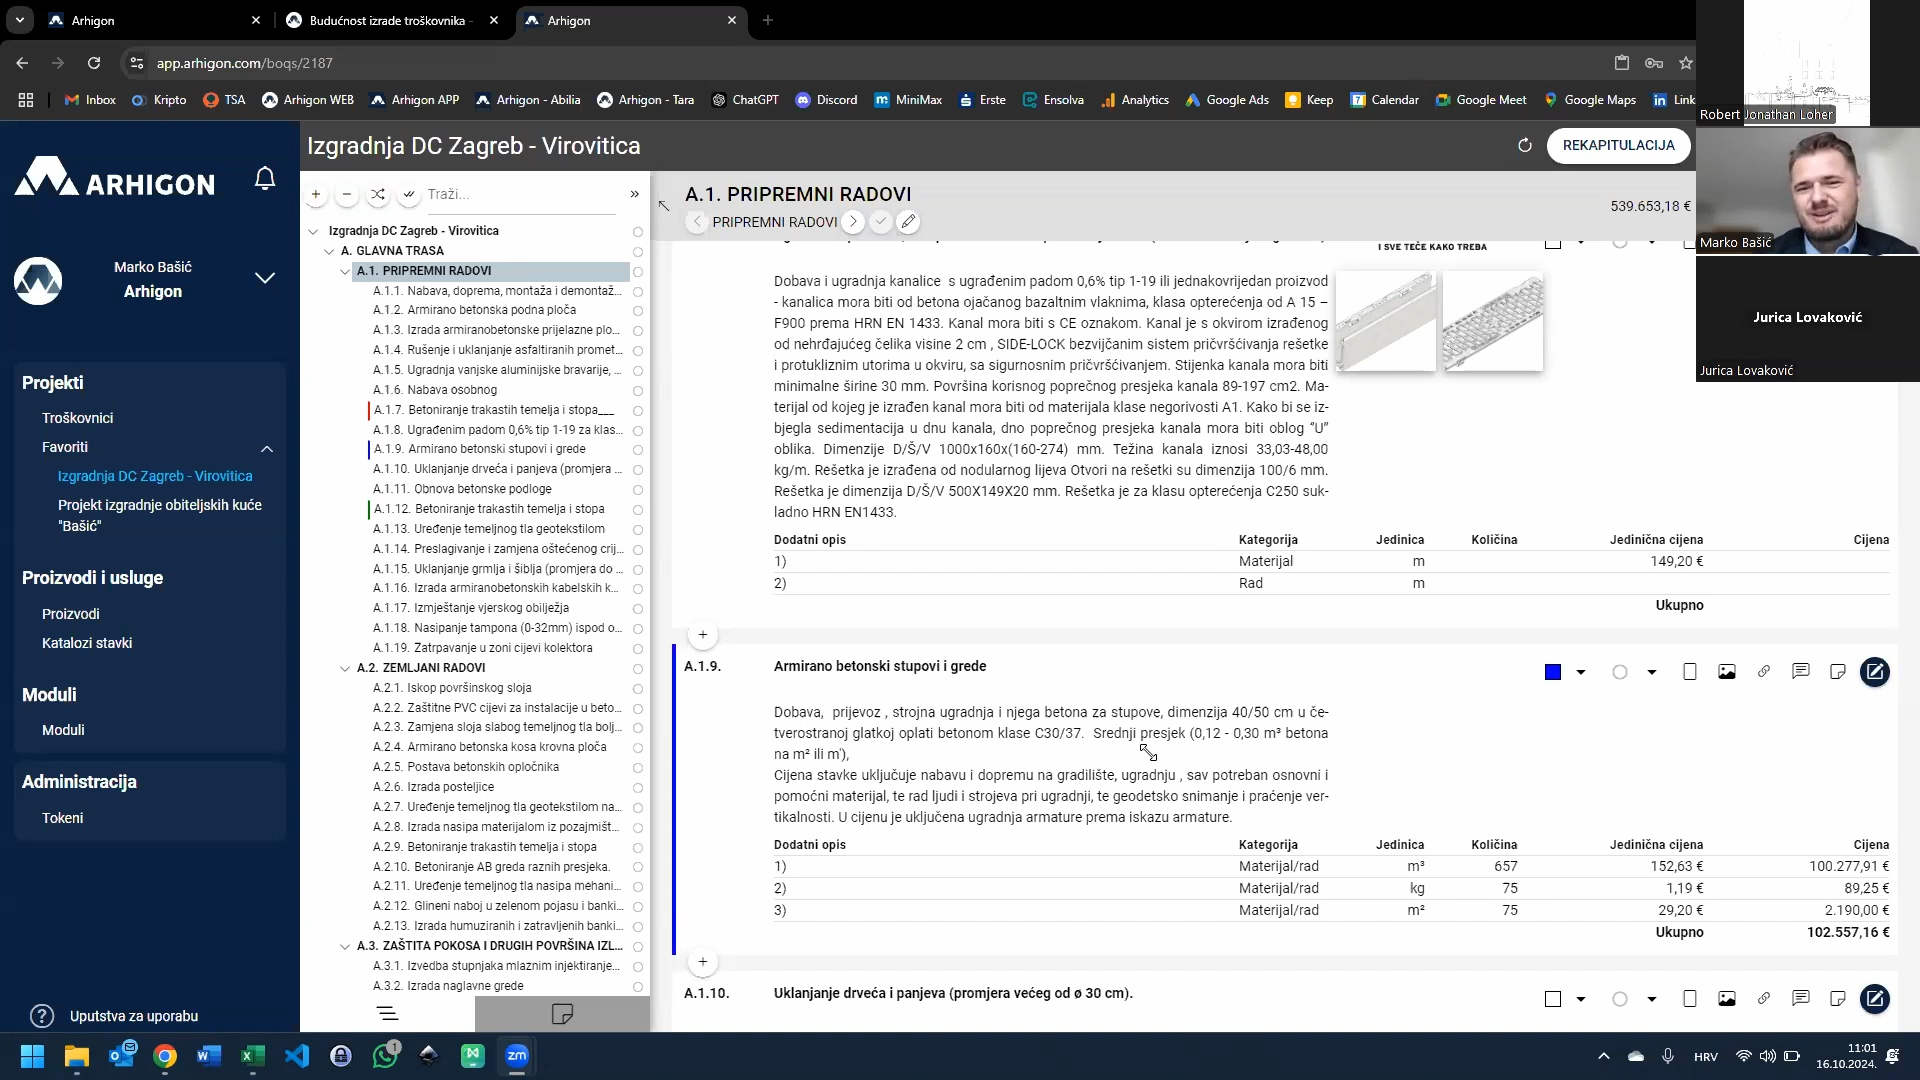 Arhigon
Budućnost izrade troškovnika -
Arhigon
app.arhigon.com/boqs/2187
Inbox
Kripto
TSA
Arhigon WEB
Arhigon APP
Arhigon - Abilia
Arhigon - Tara
ChatGPT
Discord
MiniMax
Erste
Ensolva
Analytics
Google Ads
Keep
Calendar
Google Meet
Google Maps
Link
Robert Jonathan Loher
Marko Bašić
Jurica Lovaković
Jurica Lovaković
ARHIGON
Marko Bašić
Arhigon
Projekti
Troškovnici
Favoriti
Izgradnja DC Zagreb - Virovitica
Projekt izgradnje obiteljskih kuće
"Bašić"
Proizvodi i usluge
Proizvodi
Katalozi stavki
Moduli
Moduli
Administracija
Tokeni
Uputstva za uporabu
Izgradnja DC Zagreb - Virovitica
REKAPITULACIJA
Traži...
Izgradnja DC Zagreb - Virovitica
A. GLAVNA TRASA
A.1. PRIPREMNI RADOVI
A.1.1. Nabava, doprema, montaža i demontaž...
A.1.2. Armirano betonska podna ploča
A.1.3. Izrada armiranobetonske prijelazne plo...
A.1.4. Rušenje i uklanjanje asfaltiranih promet...
A.1.5. Ugradnja vanjske aluminijske bravarije, ...
A.1.6. Nabava osobnog
A.1.7. Betoniranje trakastih temelja i stopa___
A.1.8. Ugrađenim padom 0,6% tip 1-19 za klas...
A.1.9. Armirano betonski stupovi i grede
A.1.10. Uklanjanje drveća i panjeva (promjera ...
A.1.11. Obnova betonske podloge
A.1.12. Betoniranje trakastih temelja i stopa
A.1.13. Uređenje temeljnog tla geotekstilom
A.1.14. Preslagivanje i zamjena oštećenog crij...
A.1.15. Uklanjanje grmlja i šiblja (promjera do ...
A.1.16. Izrada armiranobetonskih kabelskih k...
A.1.17. Izmještanje vjerskog obilježja
A.1.18. Nasipanje tampona (0-32mm) ispod o...
A.1.19. Zatrpavanje u zoni cijevi kolektora
A.2. ZEMLJANI RADOVI
A.2.1. Iskop površinskog sloja
A.2.2. Zaštitne PVC cijevi za instalacije u beto...
A.2.3. Zamjena sloja slabog temeljnog tla bolj...
A.2.4. Armirano betonska kosa krovna ploča
A.2.5. Postava betonskih opločnika
A.2.6. Izrada posteljice
A.2.7. Uređenje temeljnog tla geotekstilom na...
A.2.8. Izrada nasipa materijalom iz pozajmišt...
A.2.9. Betoniranje trakastih temelja i stopa
A.2.10. Betoniranje AB greda raznih presjeka.
A.2.11. Uređenje temeljnog tla nasipa mehani...
A.2.12. Glineni naboj u zelenom pojasu i banki...
A.2.13. Izrada humuziranih i zatravljenih banki...
A.3. ZAŠTITA POKOSA I DRUGIH POVRŠINA IZL...
A.3.1. Izvedba stupnjaka mlaznim injektiranje...
A.3.2. Izrada naglavne grede
A.1. PRIPREMNI RADOVI
PRIPREMNI RADOVI
539.653,18 €
I SVE TEČE KAKO TREBA
Dobava i ugradnja kanalice s ugrađenim padom 0,6% tip 1-19 ili jednakovrijedan proizvod
- kanalica mora biti od betona ojačanog bazaltnim vlaknima, klasa opterećenja od A 15 –
F900 prema HRN EN 1433. Kanal mora biti s CE oznakom. Kanal je s okvirom izrađenog
od nehrđajućeg čelika visine 2 cm , SIDE-LOCK bezvijčanim sistem pričvršćivanja rešetke
i protukliznim utorima u okviru, sa sigurnosnim pričvršćivanjem. Stijenka kanala mora biti
minimalne širine 30 mm. Površina korisnog poprečnog presjeka kanala 89-197 cm2. Ma-
terijal od kojeg je izrađen kanal mora biti od materijala klase negorivosti A1. Kako bi se iz-
bjegla sedimentacija u dnu kanala, dno poprečnog presjeka kanala mora biti oblog "U"
oblika. Dimenzije D/Š/V 1000x160x(160-274) mm. Težina kanala iznosi 33,03-48,00
kg/m. Rešetka je izrađena od nodularnog lijeva Otvori na rešetki su dimenzija 100/6 mm.
Rešetka je dimenzija D/Š/V 500X149X20 mm. Rešetka je za klasu opterećenja C250 suk-
ladno HRN EN1433.
Dodatni opis Kategorija Jedinica Količina Jedinična cijena Cijena
1) Materijal m 149,20 €
2) Rad m
Ukupno
A.1.9. Armirano betonski stupovi i grede
Dobava, prijevoz , strojna ugradnja i njega betona za stupove, dimenzija 40/50 cm u če-
tverostranoj glatkoj oplati betonom klase C30/37. Srednji presjek (0,12 - 0,30 m³ betona
na m² ili m'),
Cijena stavke uključuje nabavu i dopremu na gradilište, ugradnju , sav potreban osnovni i
pomoćni materijal, te rad ljudi i strojeva pri ugradnji, te geodetsko snimanje i praćenje ver-
tikalnosti. U cijenu je uključena ugradnja armature prema iskazu armature.
Dodatni opis Kategorija Jedinica Količina Jedinična cijena Cijena
1) Materijal/rad m³ 657 152,63 € 100.277,91 €
2) Materijal/rad kg 75 1,19 € 89,25 €
3) Materijal/rad m² 75 29,20 € 2.190,00 €
Ukupno 102.557,16 €
A.1.10. Uklanjanje drveća i panjeva (promjera većeg od ø 30 cm).
1
zm
HRV
11:01
16.10.2024.